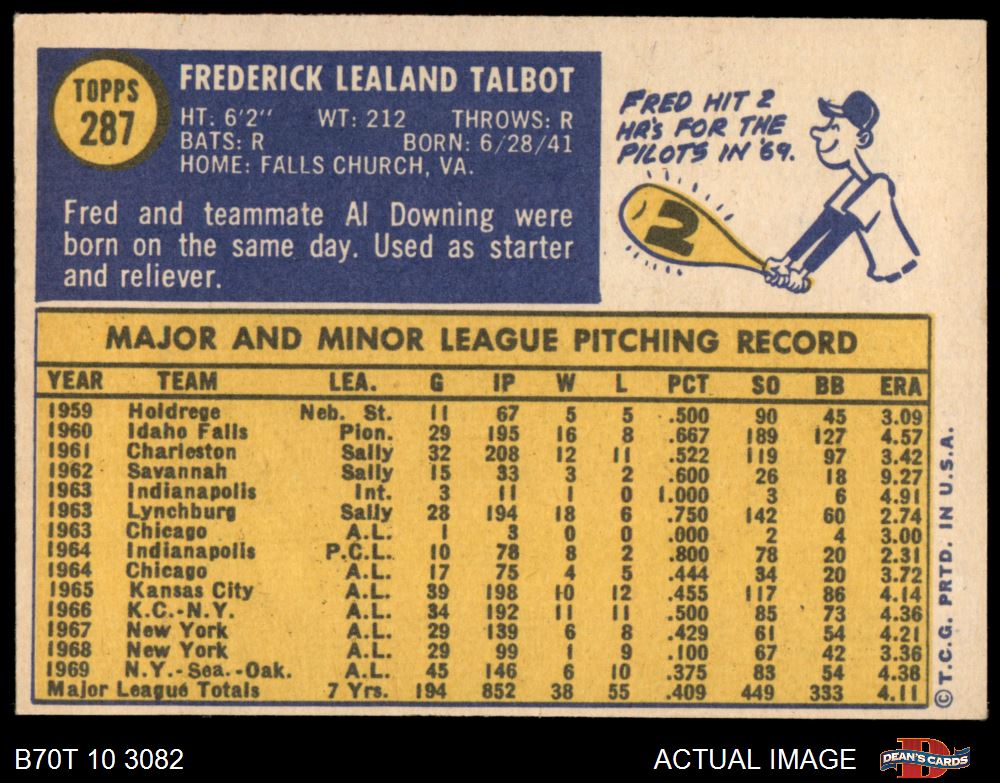 TOPPS
287
FREDERICK LEALAND TALBOT
HT: 6'2" WT: 212 THROWS: R
BATS: R BORN: 6/28/41
HOME: FALLS CHURCH, VA.
Fred and teammate Al Downing were
born on the same day. Used as starter
and reliever.
FRED HIT 2
HR'S FOR THE
PILOTS IN '69.
2
MAJOR AND MINOR LEAGUE PITCHING RECORD
YEAR TEAM LEA. G IP W L PCT SO BB ERA
1959 Holdrege Neb. St. 11 67 5 5 .500 90 45 3.09
1960 Idaho Falls Pion. 29 195 16 8 .667 189 127 4.57
1961 Charleston Sally 32 208 12 11 .522 119 97 3.42
1962 Savannah Sally 15 33 3 2 .600 26 18 9.27
1963 Indianapolis Int. 3 11 1 0 1.000 3 6 4.91
1963 Lynchburg Sally 28 194 18 6 .750 142 60 2.74
1963 Chicago A.L. 1 3 0 0 .000 2 4 3.00
1964 Indianapolis P.C.L. 10 78 8 2 .800 78 20 2.31
1964 Chicago A.L. 17 75 4 5 .444 34 20 3.72
1965 Kansas City A.L. 39 198 10 12 .455 117 86 4.14
1966 K.C.-N.Y. A.L. 34 192 11 11 .500 85 73 4.36
1967 New York A.L. 29 139 6 8 .429 61 54 4.21
1968 New York A.L. 29 99 1 9 .100 67 42 3.36
1969 N.Y.-Sea.-Oak. A.L. 45 146 6 10 .375 83 54 4.38
Major League Totals 7 Yrs. 194 852 38 55 .409 449 333 4.11
© T.C.G. PRTD. IN U.S.A.
B70T 10 3082 ACTUAL IMAGE
DEAN'S CARDS